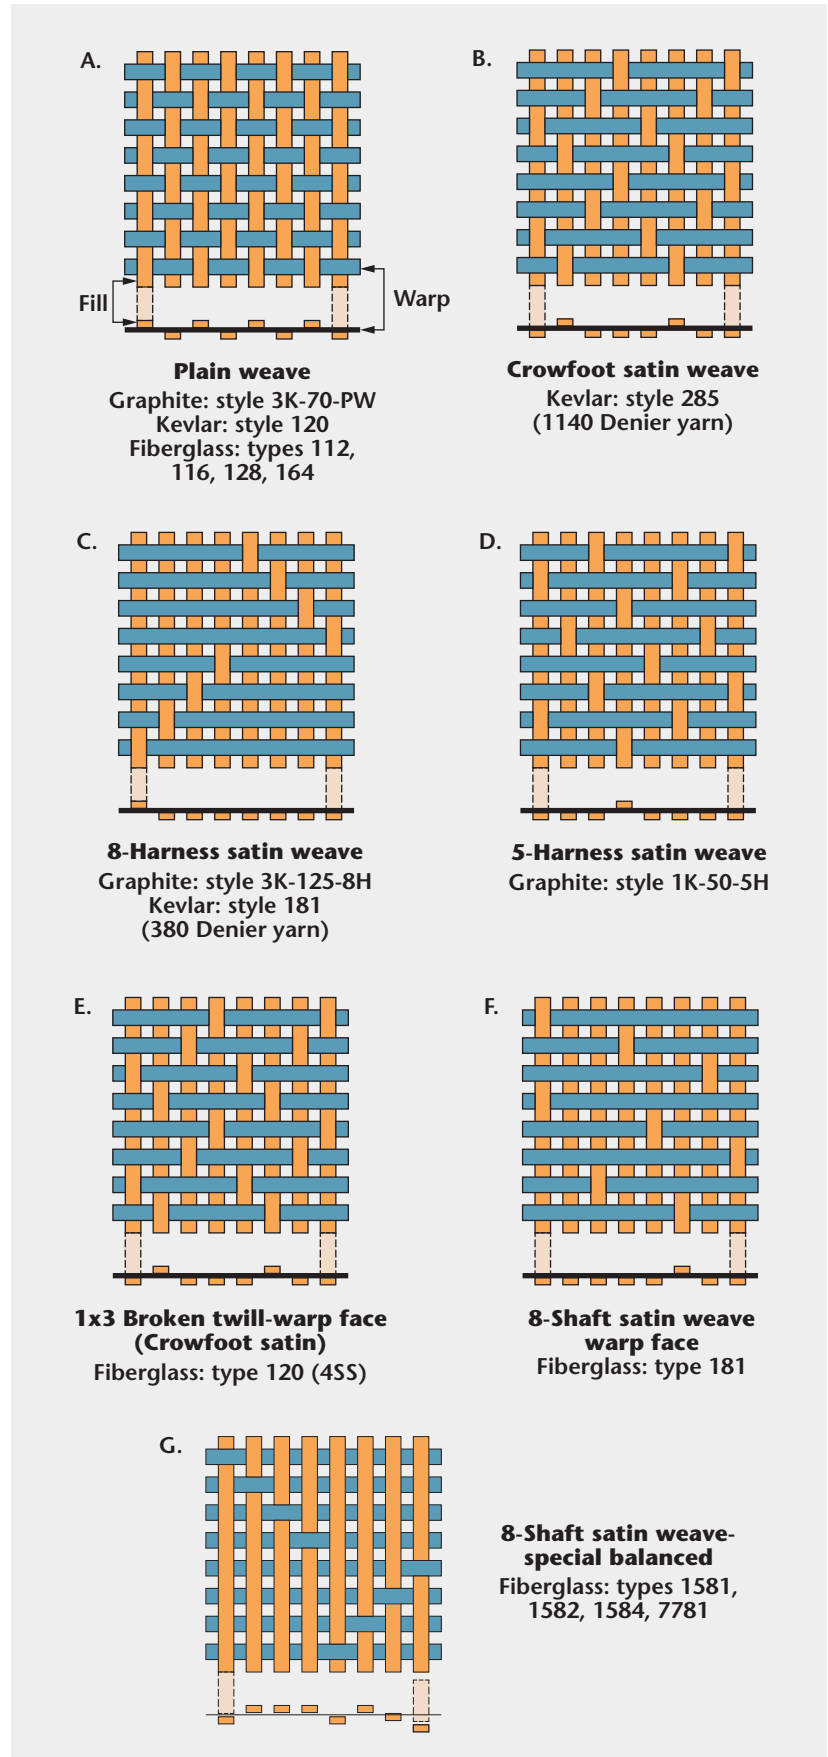 A.
B.
Fill
Warp
Plain weave
Graphite: style 3K-70-PW
Kevlar: style 120
Fiberglass: types 112,
116, 128, 164
Crowfoot satin weave
Kevlar: style 285
(1140 Denier yarn)
C.
D.
8-Harness satin weave
Graphite: style 3K-125-8H
Kevlar: style 181
(380 Denier yarn)
5-Harness satin weave
Graphite: style 1K-50-5H
E.
F.
1x3 Broken twill-warp face
(Crowfoot satin)
Fiberglass: type 120 (4SS)
8-Shaft satin weave
warp face
Fiberglass: type 181
G.
8-Shaft satin weave-
special balanced
Fiberglass: types 1581,
1582, 1584, 7781